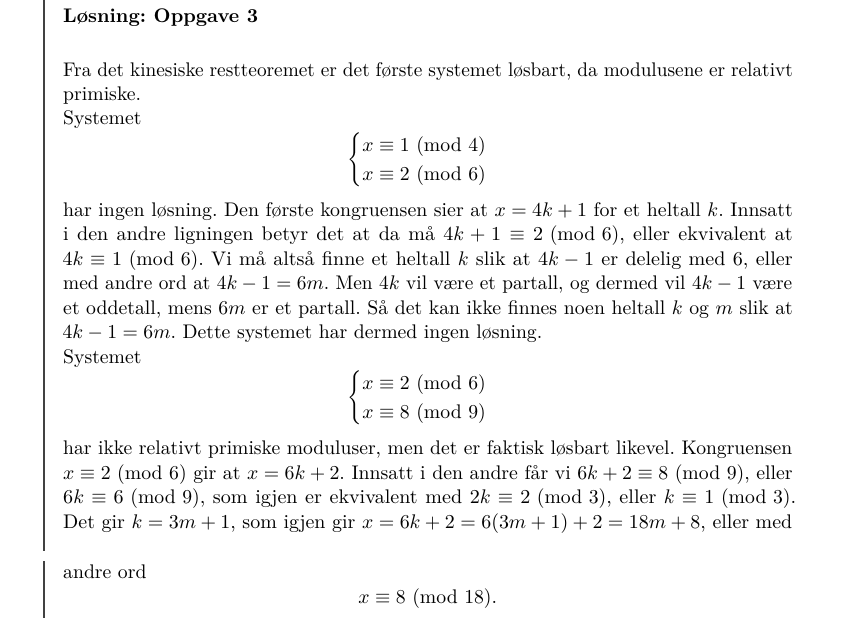 Løsning: Oppgave 3
Fra det kinesiske restteoremet er det første systemet løsbart, da modulusene er relativt
primiske.
Systemet
x ≡ 1 (mod 4)
x ≡ 2 (mod 6)
har ingen løsning. Den første kongruensen sier at x = 4k + 1 for et heltall k. Innsatt
i den andre ligningen betyr det at da må 4k + 1 ≡ 2 (mod 6), eller ekvivalent at
4k ≡ 1 (mod 6). Vi må altså finne et heltall k slik at 4k − 1 er delelig med 6, eller
med andre ord at 4k − 1 = 6m. Men 4k vil være et partall, og dermed vil 4k − 1 være
et oddetall, mens 6m er et partall. Så det kan ikke finnes noen heltall k og m slik at
4k − 1 = 6m. Dette systemet har dermed ingen løsning.
Systemet
x ≡ 2 (mod 6)
x ≡ 8 (mod 9)
har ikke relativt primiske moduluser, men det er faktisk løsbart likevel. Kongruensen
x ≡ 2 (mod 6) gir at x = 6k + 2. Innsatt i den andre får vi 6k + 2 ≡ 8 (mod 9), eller
6k ≡ 6 (mod 9), som igjen er ekvivalent med 2k ≡ 2 (mod 3), eller k ≡ 1 (mod 3).
Det gir k = 3m + 1, som igjen gir x = 6k + 2 = 6(3m + 1) + 2 = 18m + 8, eller med
andre ord
x ≡ 8 (mod 18).